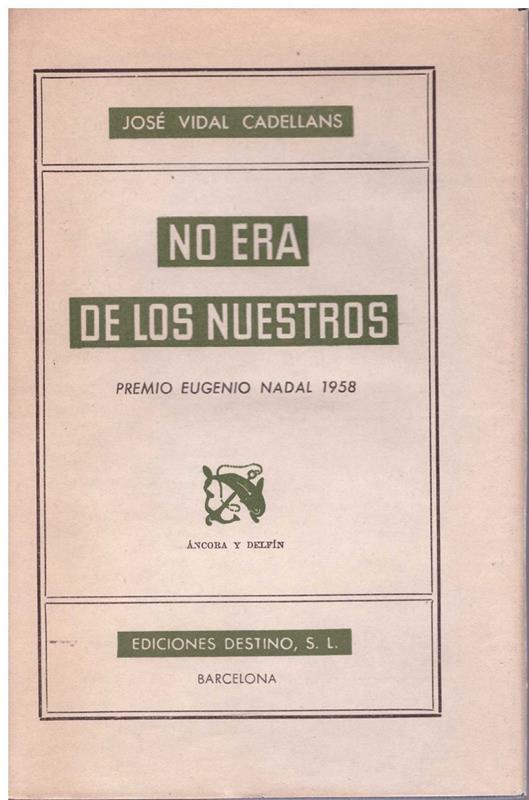 JOSÉ VIDAL CADELLANS
NO ERA
DE LOS NUESTROS
PREMIO EUGENIO NADAL 1958
ÁNCORA Y DELFÍN
EDICIONES DESTINO, S. L.
BARCELONA